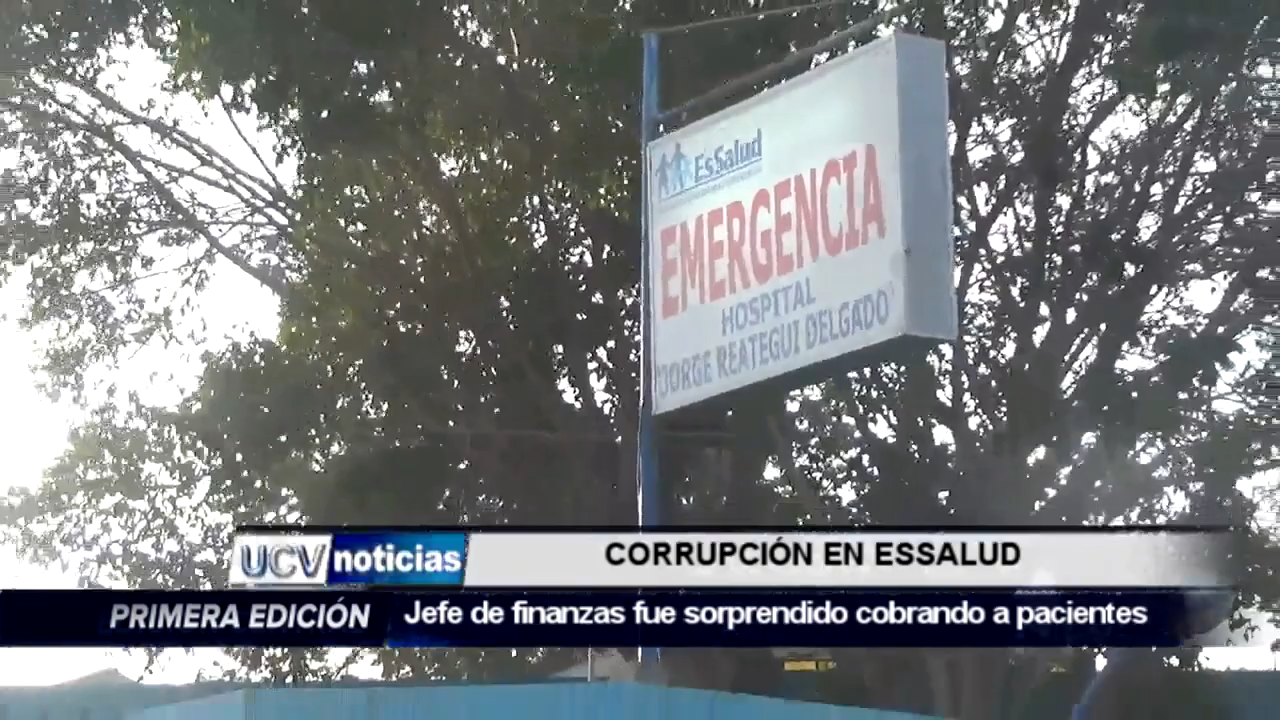 EsSalud
EMERGENCIA
HOSPITAL
JORGE REATEGUI DELGADO
UCV noticias
CORRUPCIÓN EN ESSALUD
PRIMERA EDICIÓN
Jefe de finanzas fue sorprendido cobrando a pacientes